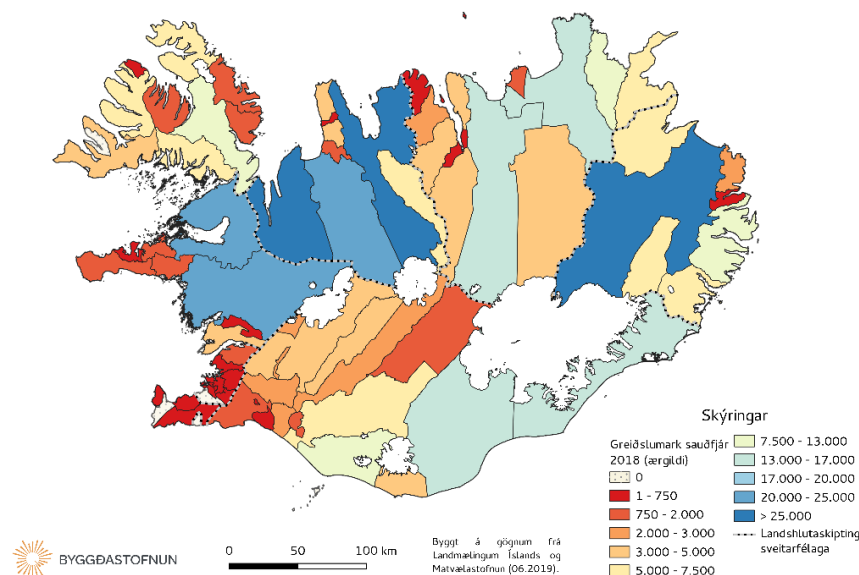 Skýringar
Greiðslumark sauðfjár
2018 (ærgildi)
0
1 - 750
750 - 2.000
2.000 - 3.000
3.000 - 5.000
5.000 - 7.500
7.500 - 13.000
13.000 - 17.000
17.000 - 20.000
20.000 - 25.000
> 25.000
Landshlutaskipting
sveitarfélaga
BYGGÐASTOFNUN
0 50 100 km
Byggt á gögnum frá
Landmælingum Íslands og
Matvælastofnun (06.2019).